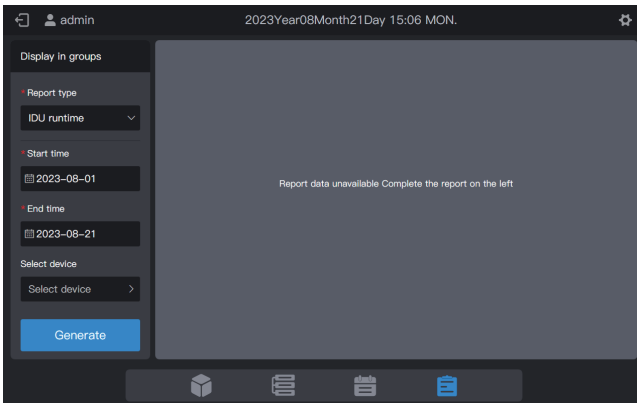 admin
2023Year08Month21Day 15:06 MON.
Display in groups
* Report type
IDU runtime
* Start time
2023-08-01
* End time
2023-08-21
Select device
Select device
Generate
Report data unavailable Complete the report on the left